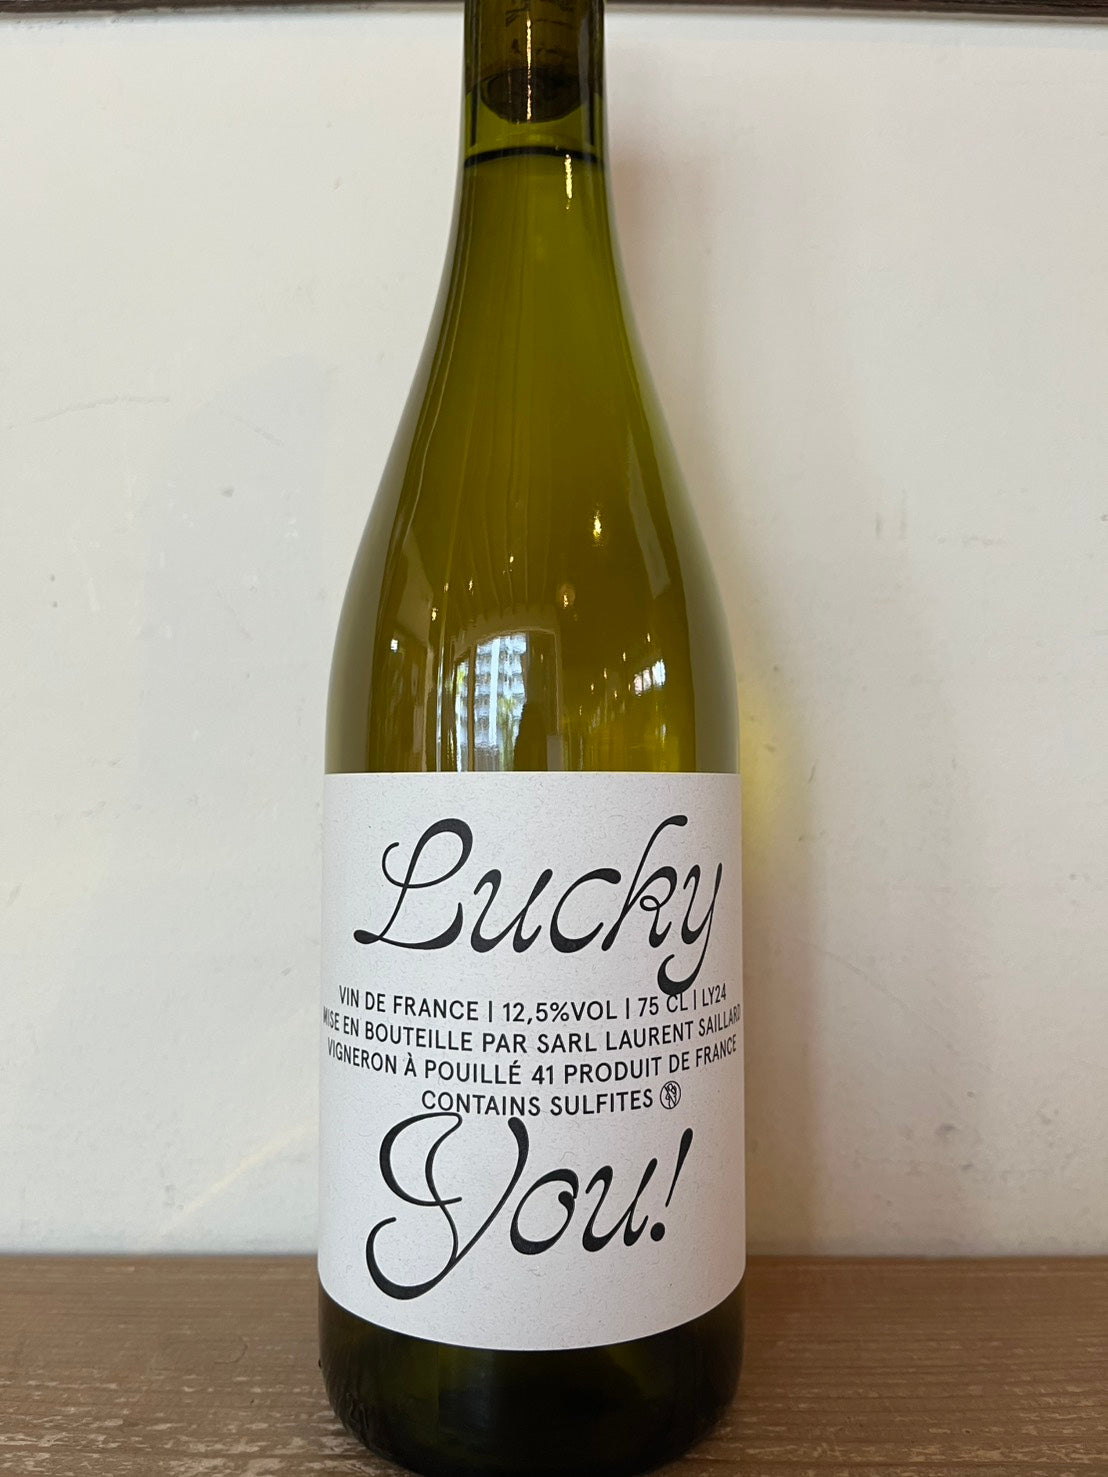 Lucky
VIN DE FRANCE | 12,5%VOL | 75 CL | LY24
MISE EN BOUTEILLE PAR SARL LAURENT SAILLARD
VIGNERON À POUILLÉ 41 PRODUIT DE FRANCE
CONTAINS SULFITES
You!